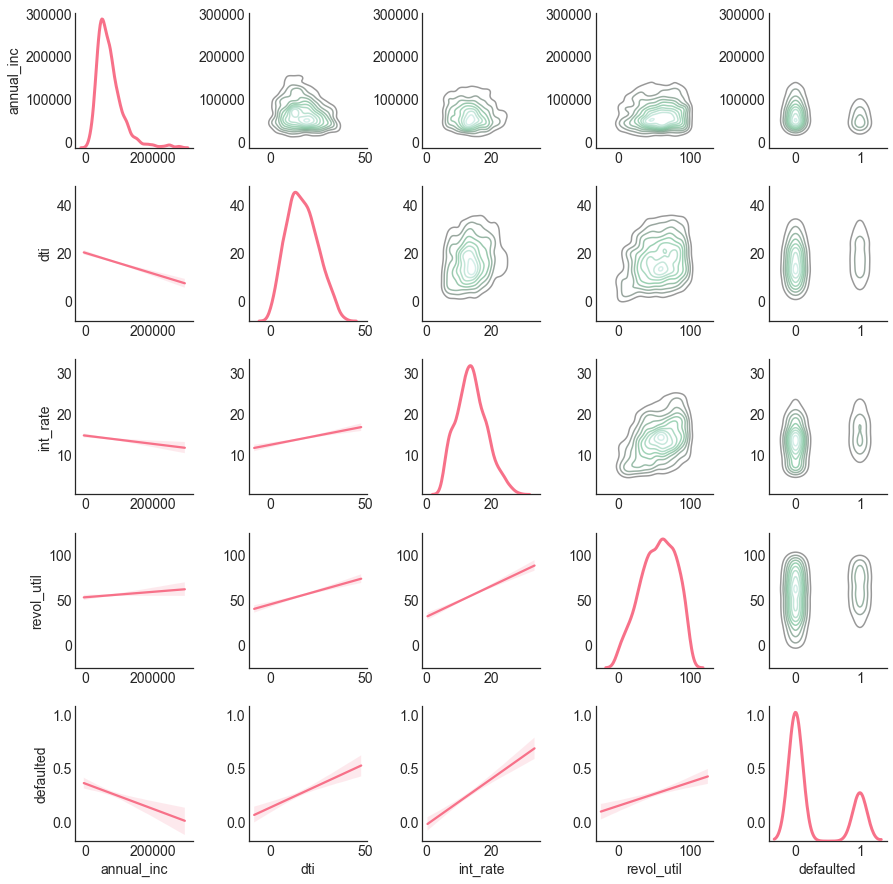 300000 300000 300000 300000 300000
200000 200000 200000 200000 200000
100000 100000 100000 100000 100000
0 0 0 0 0
annual_inc
0 200000 0 50 0 20 0 100 0 1
40 40 40 40 40
20 20 20 20 20
0 0 0 0 0
dti
0 200000 0 50 0 20 0 100 0 1
30 30 30 30 30
20 20 20 20 20
10 10 10 10 10
int_rate
0 200000 0 50 0 20 0 100 0 1
100 100 100 100 100
50 50 50 50 50
0 0 0 0 0
revol_util
0 200000 0 50 0 20 0 100 0 1
1.0 1.0 1.0 1.0 1.0
0.5 0.5 0.5 0.5 0.5
0.0 0.0 0.0 0.0 0.0
defaulted
0 200000 0 50 0 20 0 100 0 1
annual_inc dti int_rate revol_util defaulted